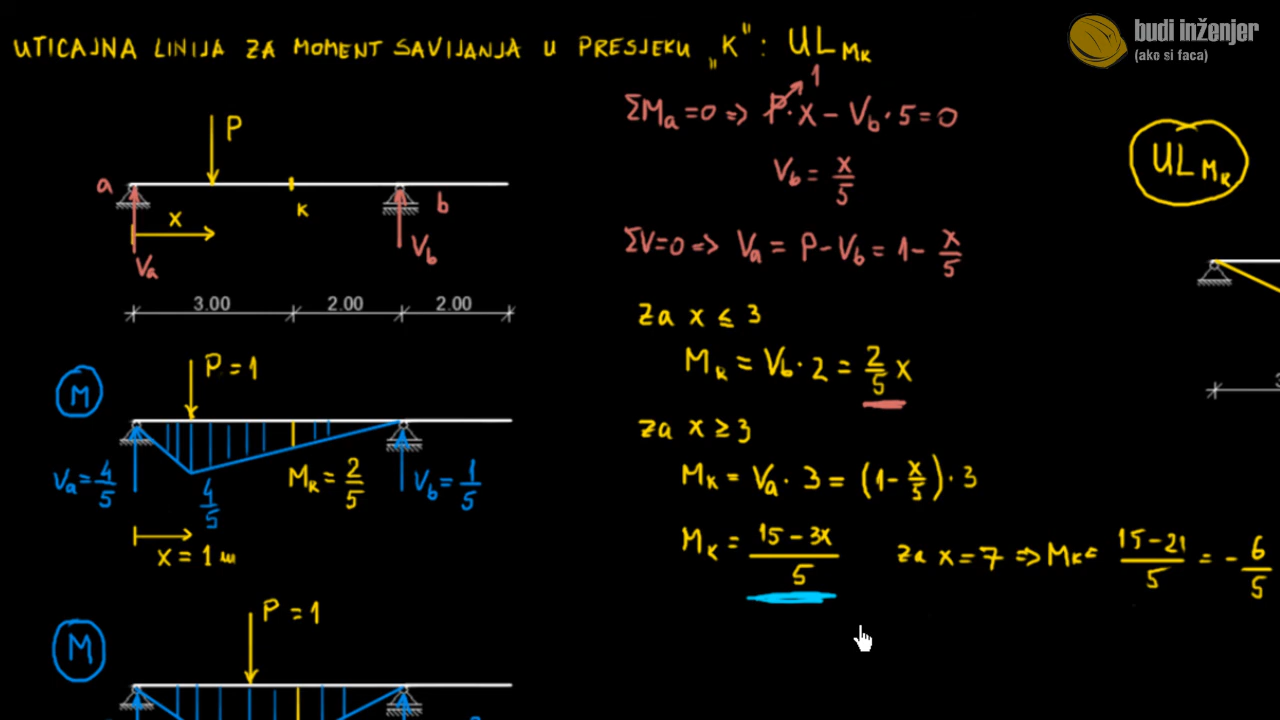 UTICAJNA LINIJA ZA MOMENT SAVIJANJA U PRESJEKU „K": UL_MK
budi inženjer
(ako si faca)
P
a
K
b
x
Va
Vb
3.00 2.00 2.00
M
P = 1
Va = 4/5
4/5
MK = 2/5
Vb = 1/5
x = 1 m
M
P = 1
ΣMa = 0 => P·x - Vb·5 = 0
1
Vb = x/5
ΣV=0 => Va = P - Vb = 1 - x/5
Za x ≤ 3
MK = Vb·2 = 2/5 x
Za x ≥ 3
MK = Va · 3 = (1 - x/5) · 3
MK = 15 - 3x / 5
Za x = 7 => MK = 15 - 21 / 5 = - 6/5
UL_MK